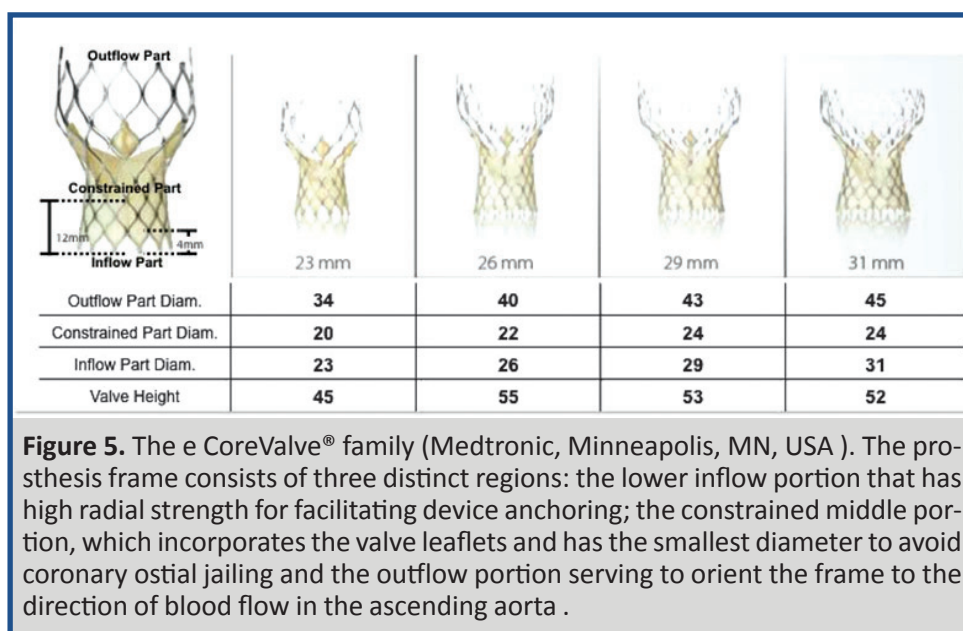 Outflow Part
Constrained Part
12mm
4mm
Inflow Part
23 mm 26 mm 29 mm 31 mm
Outflow Part Diam. 34 40 43 45
Constrained Part Diam. 20 22 24 24
Inflow Part Diam. 23 26 29 31
Valve Height 45 55 53 52
Figure 5. The e CoreValve® family (Medtronic, Minneapolis, MN, USA ). The pro-
sthesis frame consists of three distinct regions: the lower inflow portion that has
high radial strength for facilitating device anchoring; the constrained middle por-
tion, which incorporates the valve leaflets and has the smallest diameter to avoid
coronary ostial jailing and the outflow portion serving to orient the frame to the
direction of blood flow in the ascending aorta .